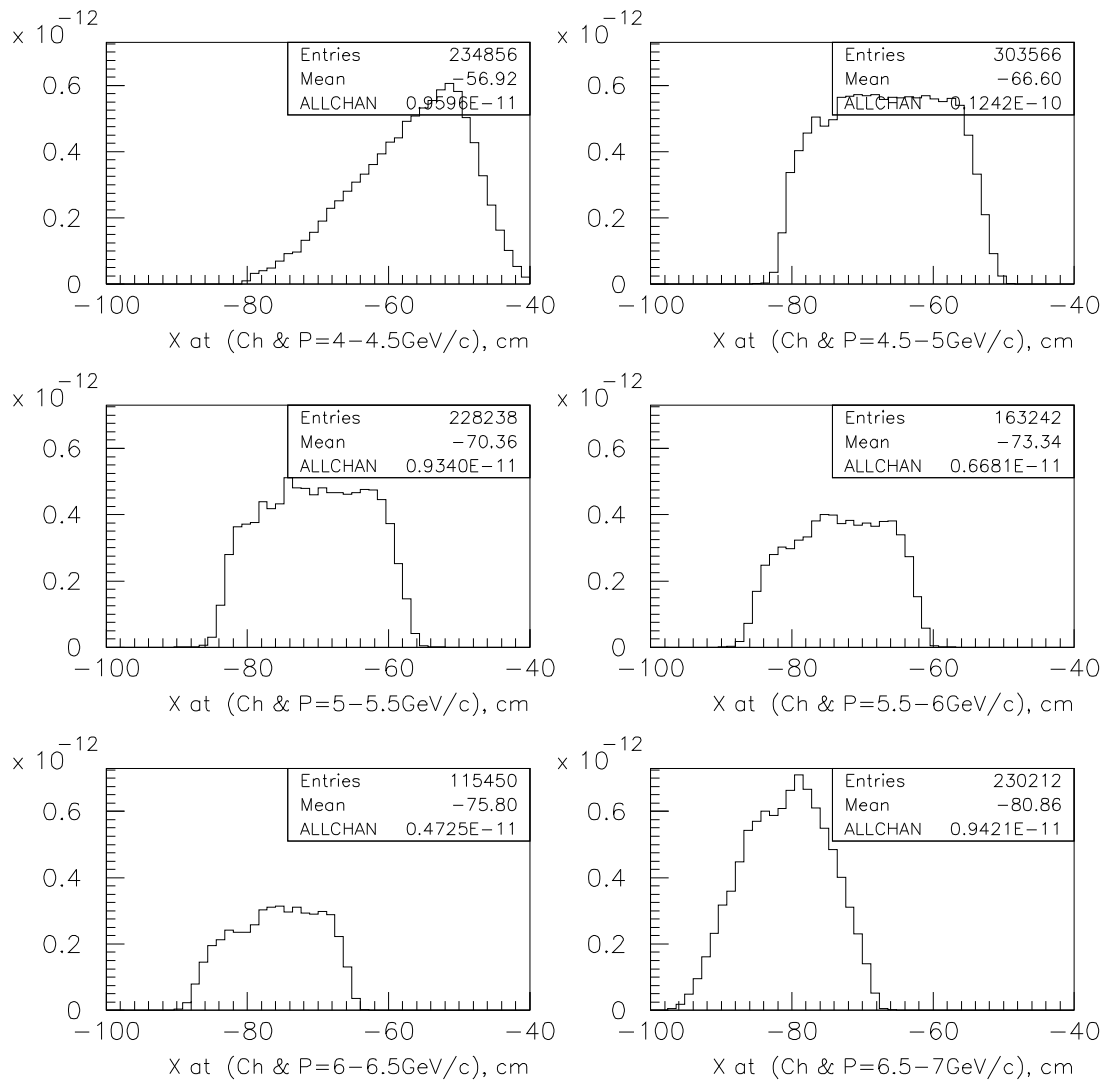 x 10−12
Entries 234856
Mean −56.92
ALLCHAN 0.9596E−11
0.6
0.4
0.2
0
−100 −80 −60 −40
X at (Ch & P=4−4.5GeV/c), cm
x 10−12
Entries 303566
Mean −66.60
ALLCHAN 0.1242E−10
0.6
0.4
0.2
0
−100 −80 −60 −40
X at (Ch & P=4.5−5GeV/c), cm
x 10−12
Entries 228238
Mean −70.36
ALLCHAN 0.9340E−11
0.6
0.4
0.2
0
−100 −80 −60 −40
X at (Ch & P=5−5.5GeV/c), cm
x 10−12
Entries 163242
Mean −73.34
ALLCHAN 0.6681E−11
0.6
0.4
0.2
0
−100 −80 −60 −40
X at (Ch & P=5.5−6GeV/c), cm
x 10−12
Entries 115450
Mean −75.80
ALLCHAN 0.4725E−11
0.6
0.4
0.2
0
−100 −80 −60 −40
X at (Ch & P=6−6.5GeV/c), cm
x 10−12
Entries 230212
Mean −80.86
ALLCHAN 0.9421E−11
0.6
0.4
0.2
0
−100 −80 −60 −40
X at (Ch & P=6.5−7GeV/c), cm